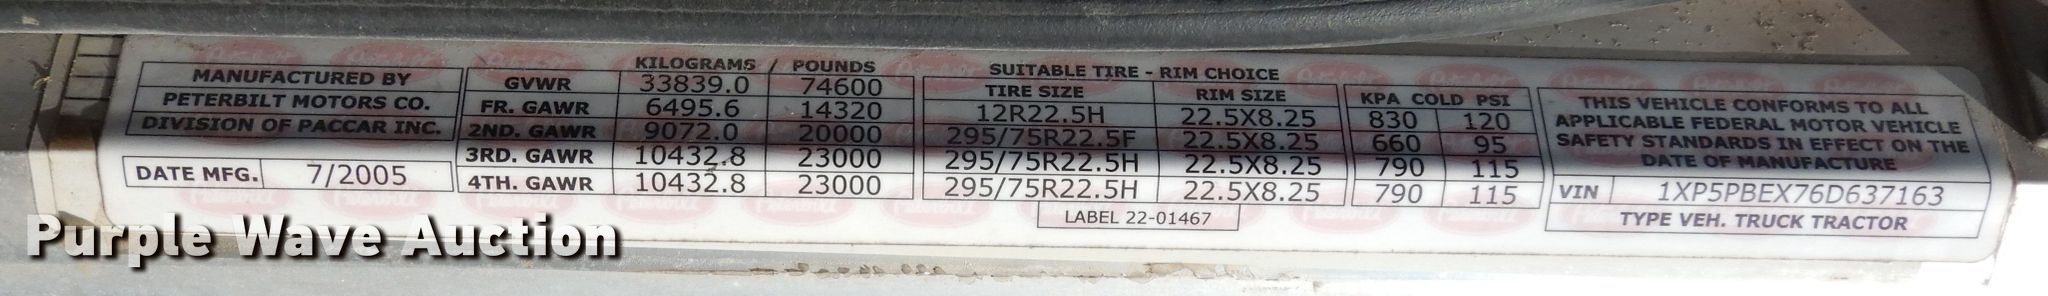 MANUFACTURED BY
PETERBILT MOTORS CO.
DIVISION OF PACCAR INC.
DATE MFG. 7/2005
KILOGRAMS / POUNDS
GVWR 33839.0 74600
FR. GAWR 6495.6 14320
2ND. GAWR 9072.0 20000
3RD. GAWR 10432.8 23000
4TH. GAWR 10432.8 23000
SUITABLE TIRE - RIM CHOICE
TIRE SIZE RIM SIZE KPA COLD PSI
12R22.5H 22.5X8.25 830 120
295/75R22.5F 22.5X8.25 660 95
295/75R22.5H 22.5X8.25 790 115
295/75R22.5H 22.5X8.25 790 115
LABEL 22-01467
THIS VEHICLE CONFORMS TO ALL
APPLICABLE FEDERAL MOTOR VEHICLE
SAFETY STANDARDS IN EFFECT ON THE
DATE OF MANUFACTURE
VIN 1XP5PBEX76D637163
TYPE VEH. TRUCK TRACTOR
Purple Wave Auction